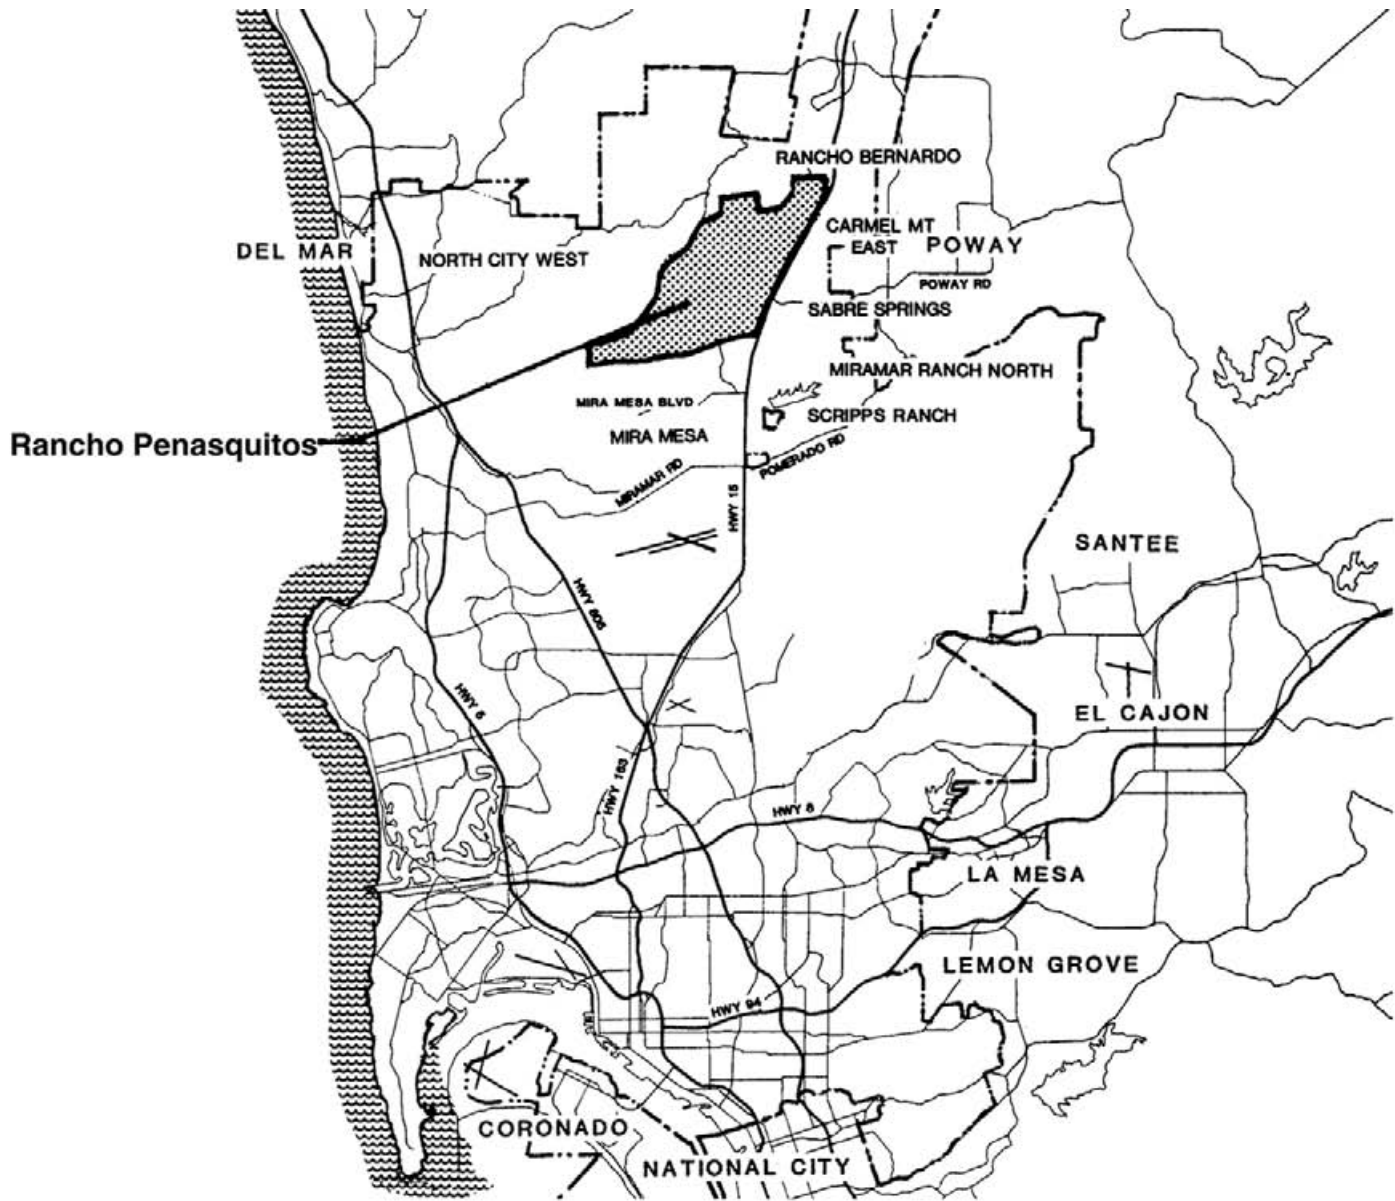 RANCHO BERNARDO
CARMEL MT
EAST
POWAY
DEL MAR
NORTH CITY WEST
POWAY RD
SABRE SPRINGS
MIRAMAR RANCH NORTH
MIRA MESA BLVD
SCRIPPS RANCH
MIRA MESA
Rancho Penasquitos
POMERADO RD
MIRAMAR RD
HWY 15
SANTEE
HWY 805
HWY 5
EL CAJON
HWY 163
HWY 8
LA MESA
LEMON GROVE
HWY 94
CORONADO
NATIONAL CITY